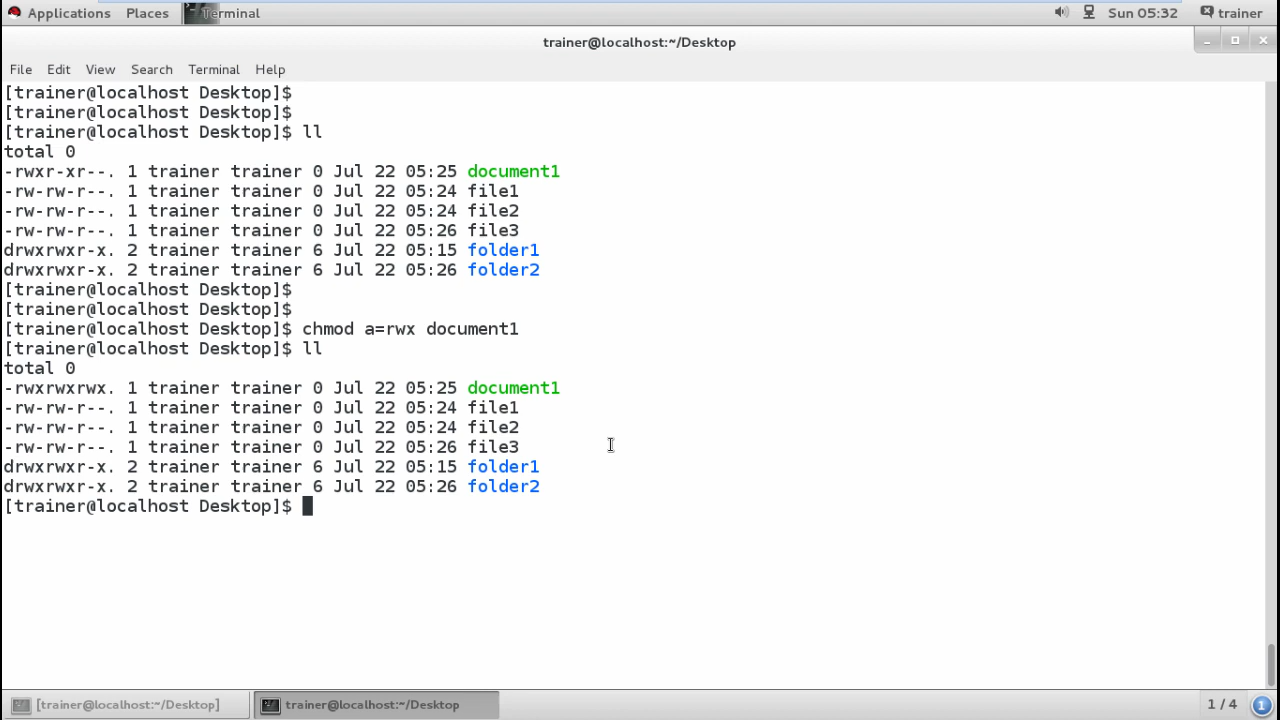 Applications Places Terminal Sun 05:32 trainer
trainer@localhost:~/Desktop
File Edit View Search Terminal Help
[trainer@localhost Desktop]$
[trainer@localhost Desktop]$
[trainer@localhost Desktop]$ ll
total 0
-rwxr-xr--. 1 trainer trainer 0 Jul 22 05:25 document1
-rw-rw-r--. 1 trainer trainer 0 Jul 22 05:24 file1
-rw-rw-r--. 1 trainer trainer 0 Jul 22 05:24 file2
-rw-rw-r--. 1 trainer trainer 0 Jul 22 05:26 file3
drwxrwxr-x. 2 trainer trainer 6 Jul 22 05:15 folder1
drwxrwxr-x. 2 trainer trainer 6 Jul 22 05:26 folder2
[trainer@localhost Desktop]$
[trainer@localhost Desktop]$
[trainer@localhost Desktop]$ chmod a=rwx document1
[trainer@localhost Desktop]$ ll
total 0
-rwxrwxrwx. 1 trainer trainer 0 Jul 22 05:25 document1
-rw-rw-r--. 1 trainer trainer 0 Jul 22 05:24 file1
-rw-rw-r--. 1 trainer trainer 0 Jul 22 05:24 file2
-rw-rw-r--. 1 trainer trainer 0 Jul 22 05:26 file3
drwxrwxr-x. 2 trainer trainer 6 Jul 22 05:15 folder1
drwxrwxr-x. 2 trainer trainer 6 Jul 22 05:26 folder2
[trainer@localhost Desktop]$
[trainer@localhost:~/Desktop] trainer@localhost:~/Desktop 1 / 4 1